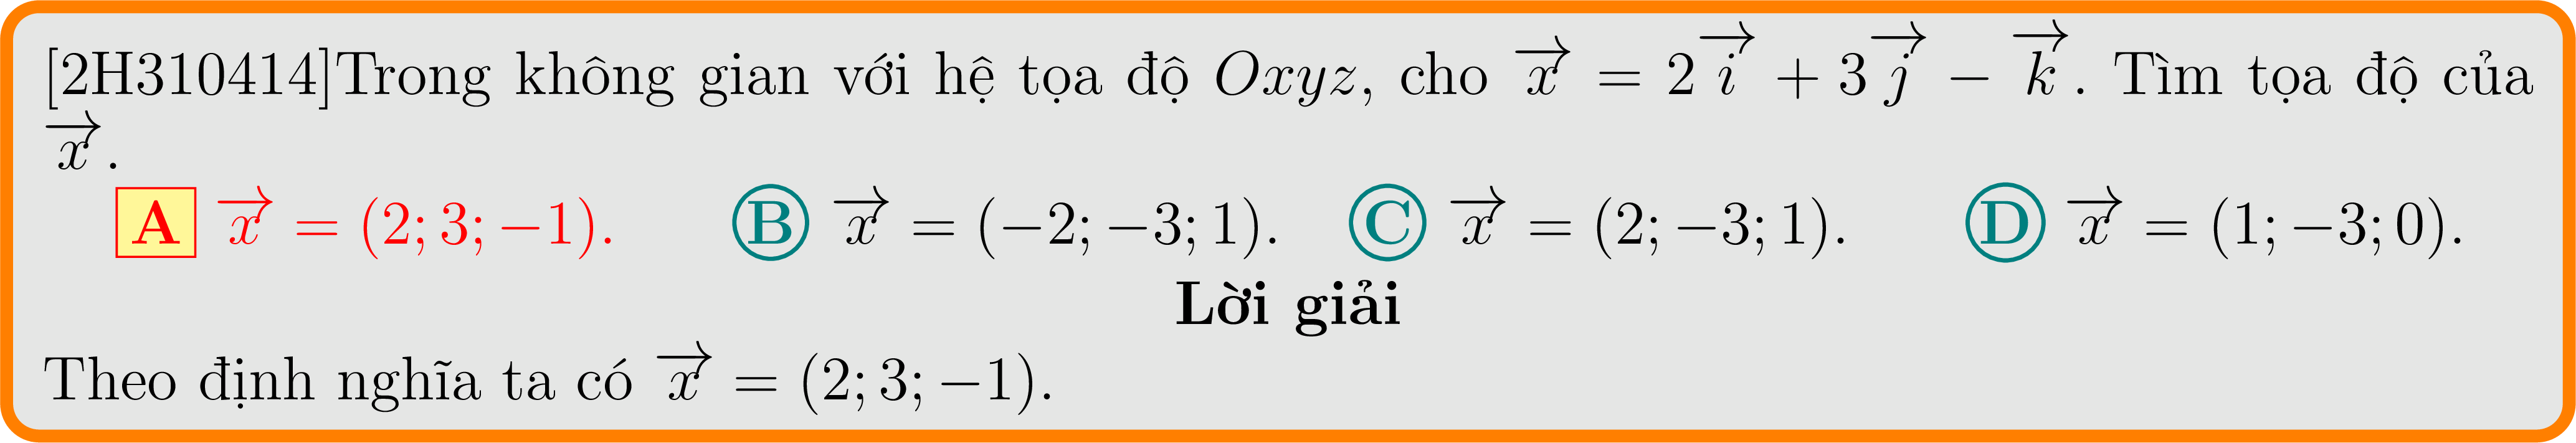 [2H310414]Trong không gian với hệ tọa độ Oxyz, cho $\overrightarrow{x} = 2\overrightarrow{i} + 3\overrightarrow{j} - \overrightarrow{k}$. Tìm tọa độ của
$\overrightarrow{x}$.
A $\overrightarrow{x} = (2; 3; -1)$. B $\overrightarrow{x} = (-2; -3; 1)$. C $\overrightarrow{x} = (2; -3; 1)$. D $\overrightarrow{x} = (1; -3; 0)$.
Lời giải
Theo định nghĩa ta có $\overrightarrow{x} = (2; 3; -1)$.